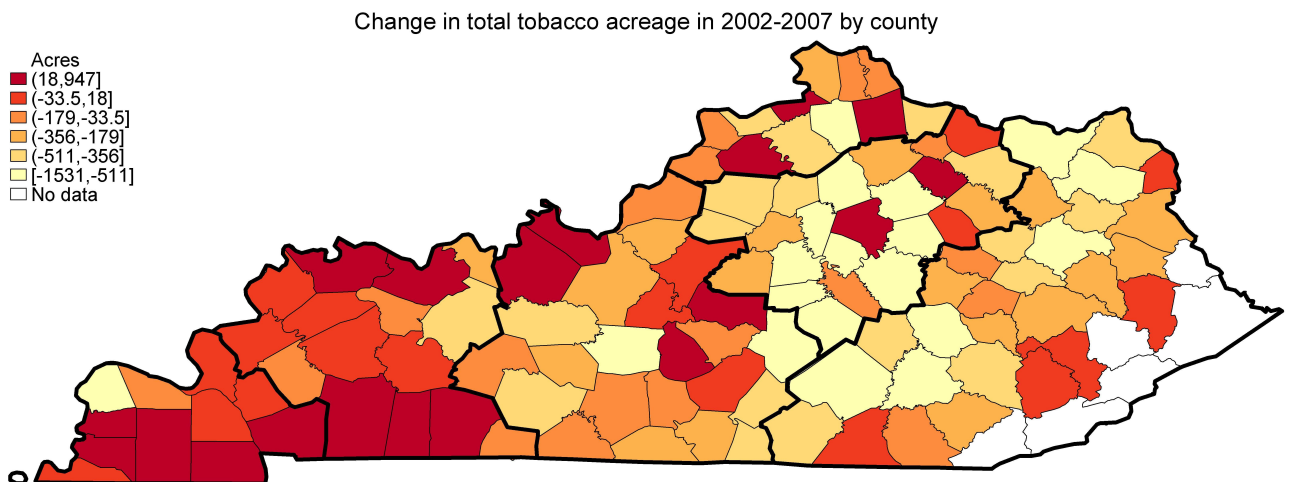 Change in total tobacco acreage in 2002-2007 by county
Acres
(18,947]
(-33.5,18]
(-179,-33.5]
(-356,-179]
(-511,-356]
[-1531,-511]
No data